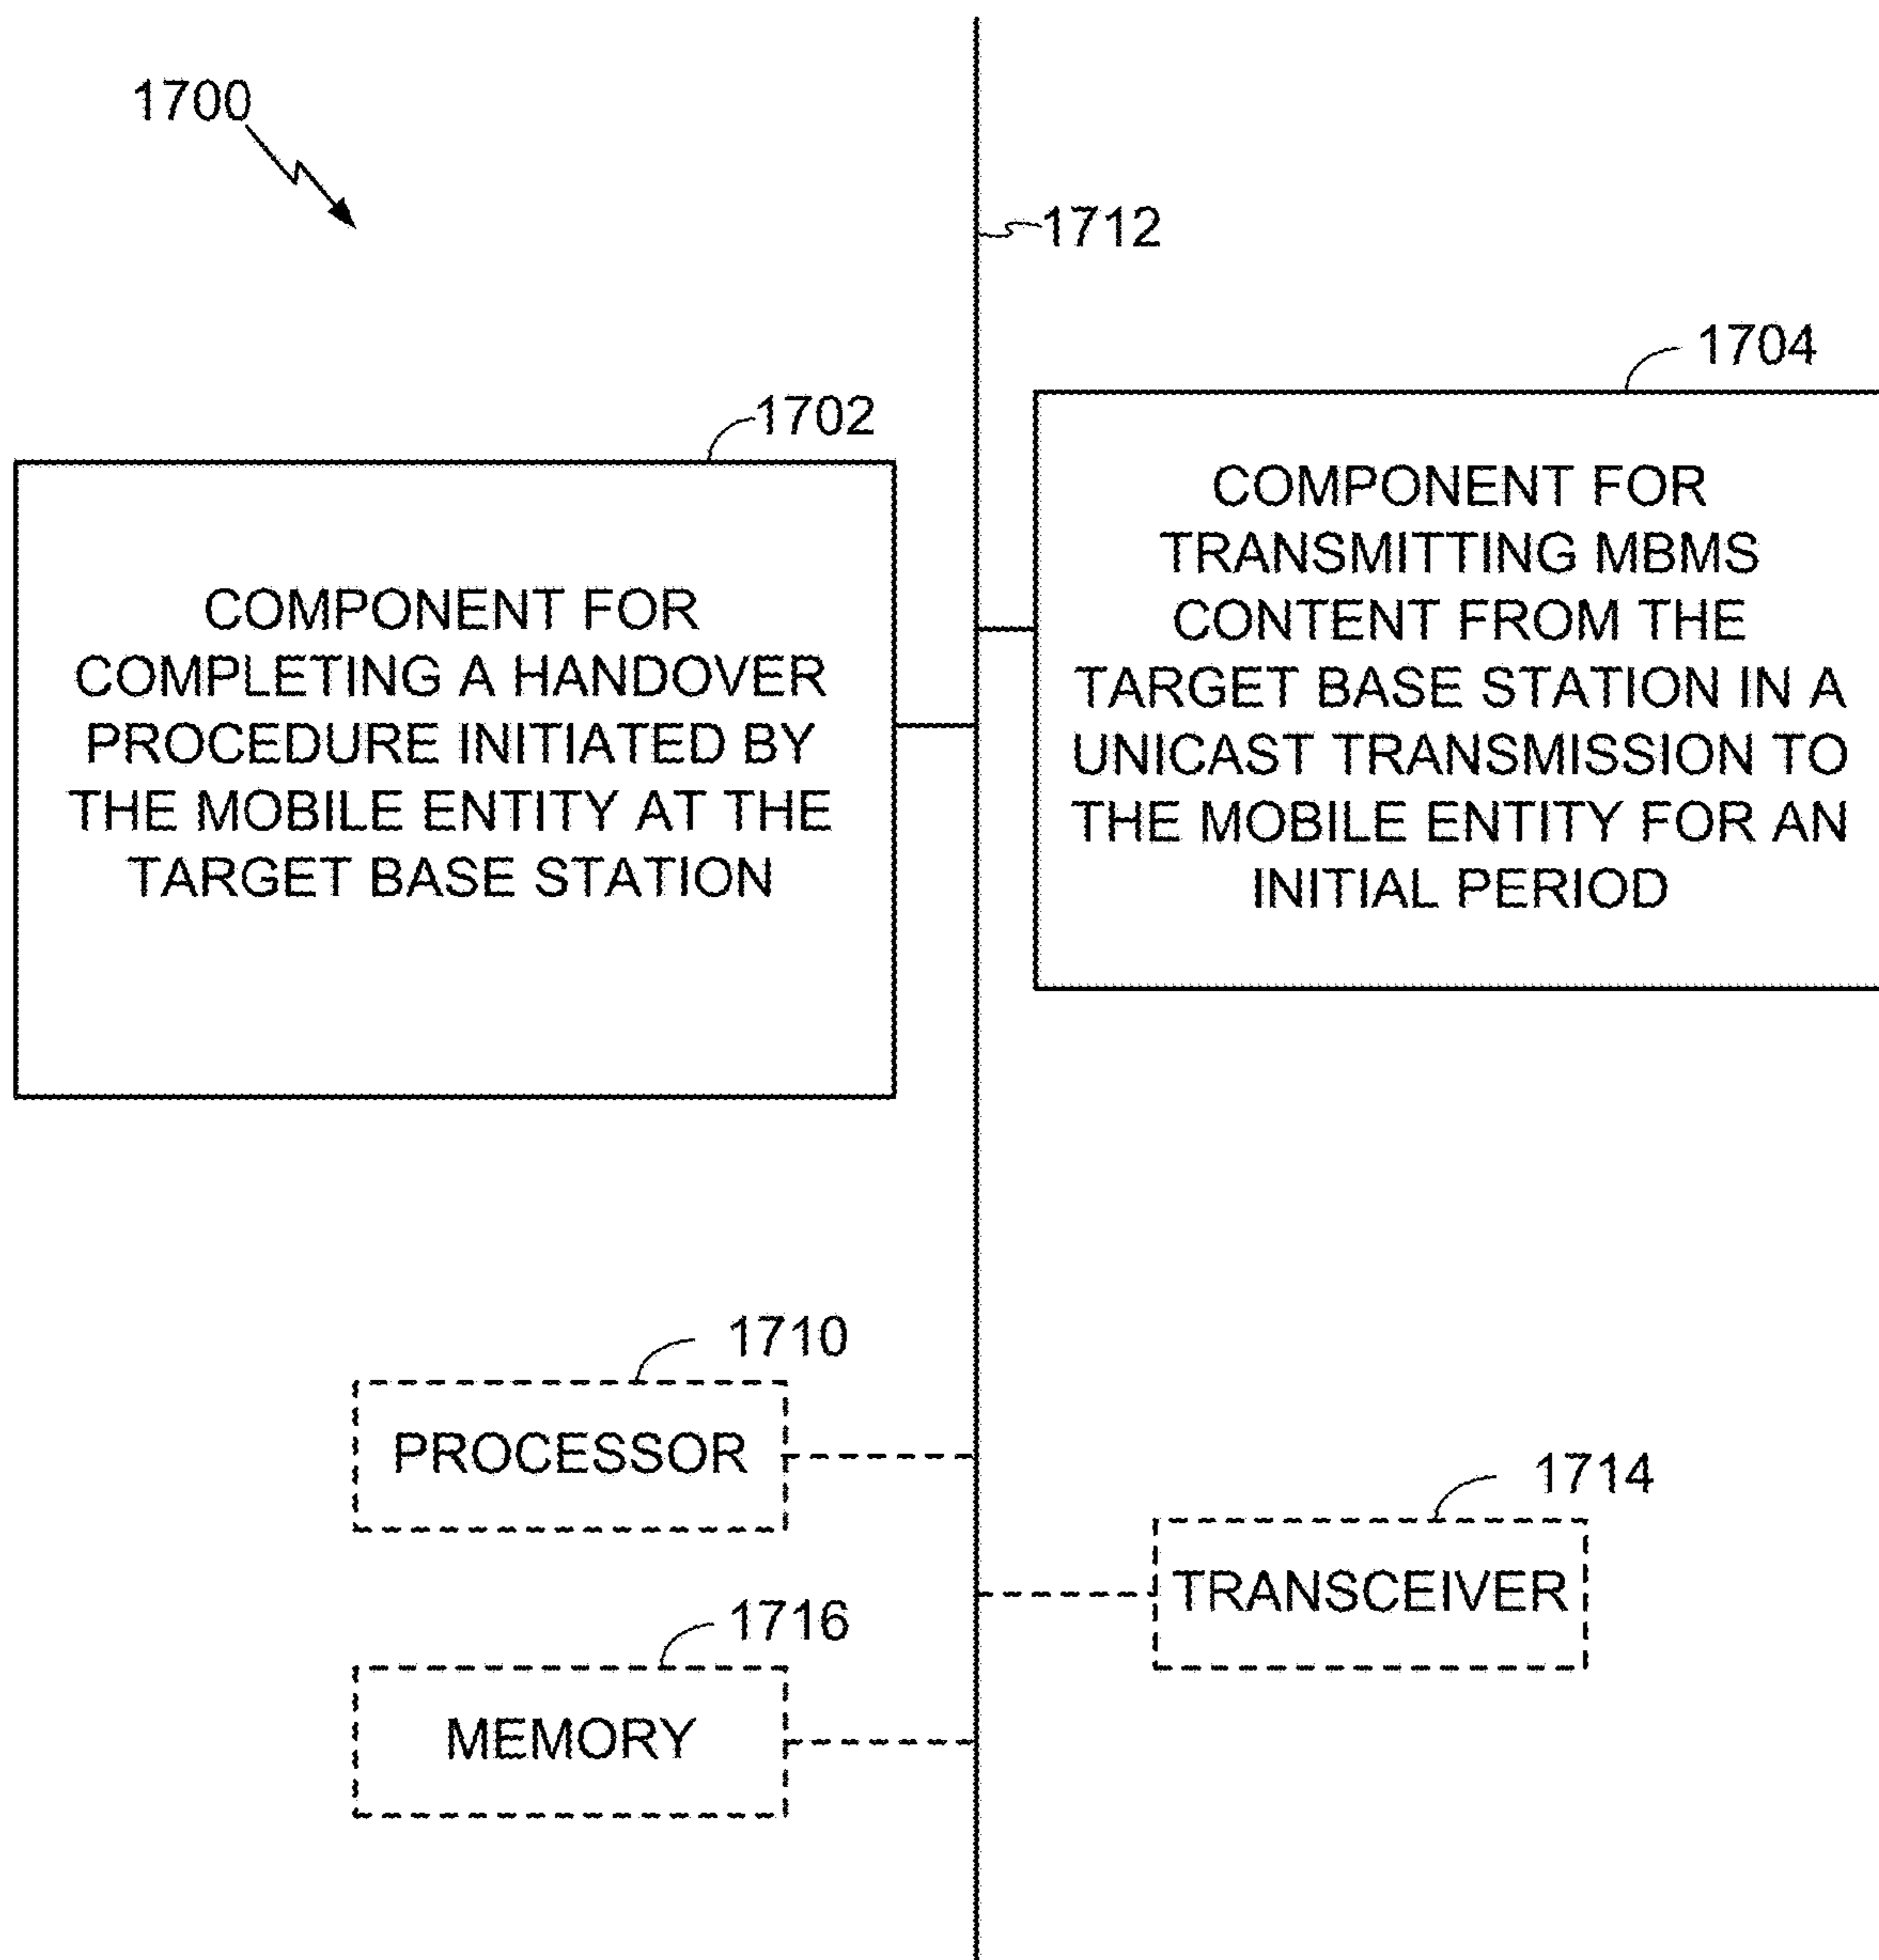 1700
1712
1704
1702
COMPONENT FOR
COMPLETING A HANDOVER
PROCEDURE INITIATED BY
THE MOBILE ENTITY AT THE
TARGET BASE STATION
COMPONENT FOR
TRANSMITTING MBMS
CONTENT FROM THE
TARGET BASE STATION IN A
UNICAST TRANSMISSION TO
THE MOBILE ENTITY FOR AN
INITIAL PERIOD
1710
PROCESSOR
1714
TRANSCEIVER
1716
MEMORY